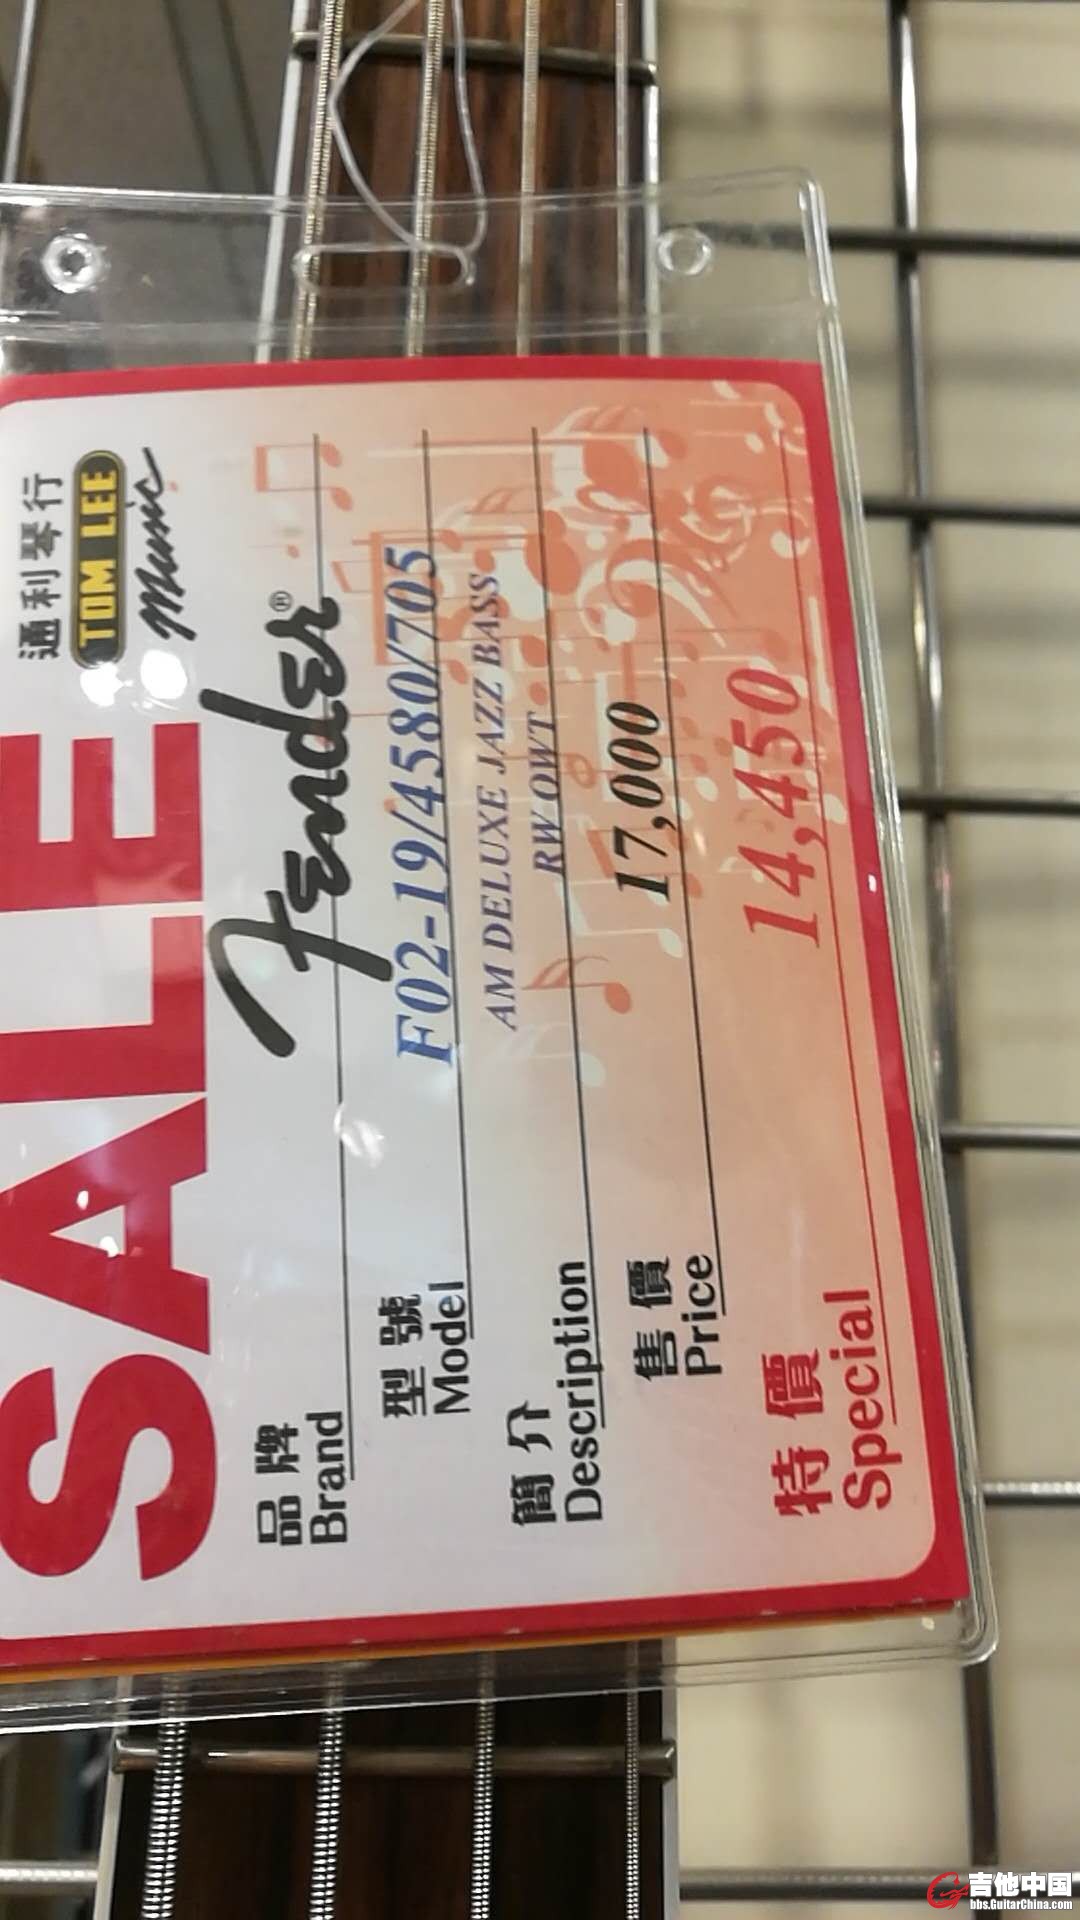 SALE
通利琴行
TOM LEE
Music
品牌
Brand
Fender®
型號
Model
F02-19/4580/705
簡介
Description
AM DELUXE JAZZ BASS
RW OWT
售價
Price
17,000
特價
Special
14,450
吉他中国
bbs.GuitarChina.com